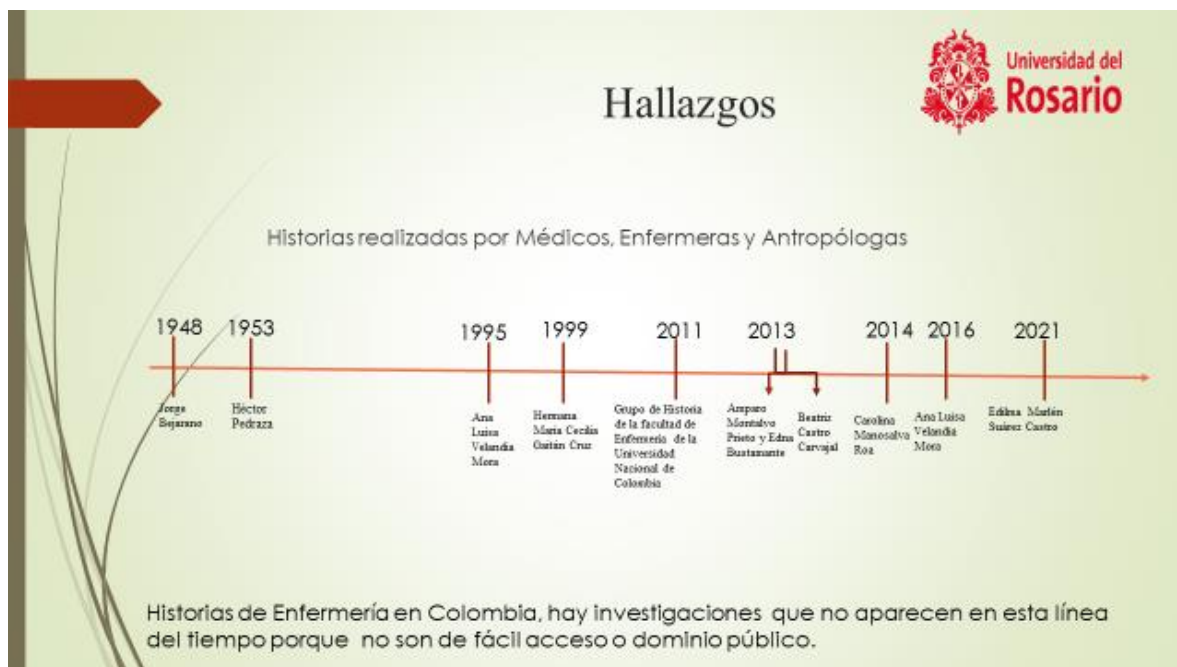 Universidad del
Rosario
Hallazgos
Historias realizadas por Médicos, Enfermeras y Antropólogas
1948 1953 1995 1999 2011 2013 2014 2016 2021
Jorge
Bejarano
Héctor
Pedraza
Ana
Luisa
Velandia
Mora
Hermana
María Cecilia
Gaitán Cruz
Grupo de Historia
de la facultad de
Enfermería de la
Universidad
Nacional de
Colombia
Amparo
Montalvo
Prieto y Edna
Bustamante
Beatriz
Castro
Carvajal
Carolina
Manosalva
Roa
Ana Luisa
Velandia
Mora
Edilma Marlén
Suárez Castro
Historias de Enfermería en Colombia, hay investigaciones que no aparecen en esta línea
del tiempo porque no son de fácil acceso o dominio público.